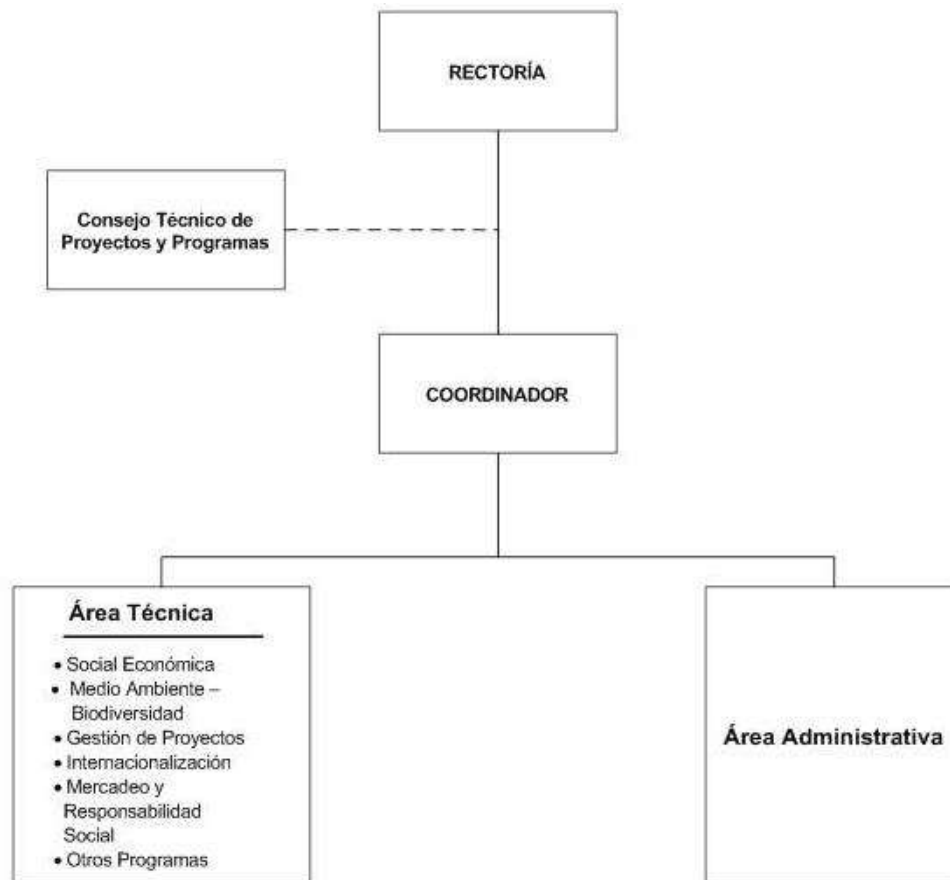 RECTORÍA
Consejo Técnico de
Proyectos y Programas
COORDINADOR
Área Técnica
• Social Económica
• Medio Ambiente –
Biodiversidad
• Gestión de Proyectos
• Internacionalización
• Mercadeo y
Responsabilidad
Social
• Otros Programas
Área Administrativa